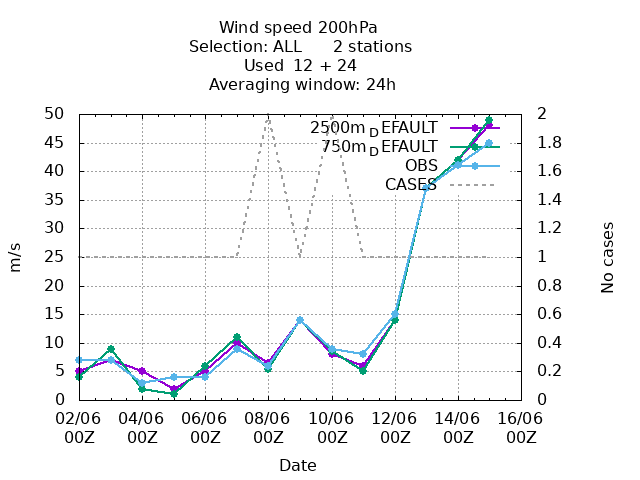 Wind speed 200hPa
Selection: ALL 2 stations
Used 12 + 24
Averaging window: 24h
50
45
40
35
30
25
20
15
10
5
0
m/s
2
1.8
1.6
1.4
1.2
1
0.8
0.6
0.4
0.2
0
No cases
2500m_DEFAULT
750m_DEFAULT
OBS
CASES
02/06 04/06 06/06 08/06 10/06 12/06 14/06 16/06
00Z 00Z 00Z 00Z 00Z 00Z 00Z 00Z
Date